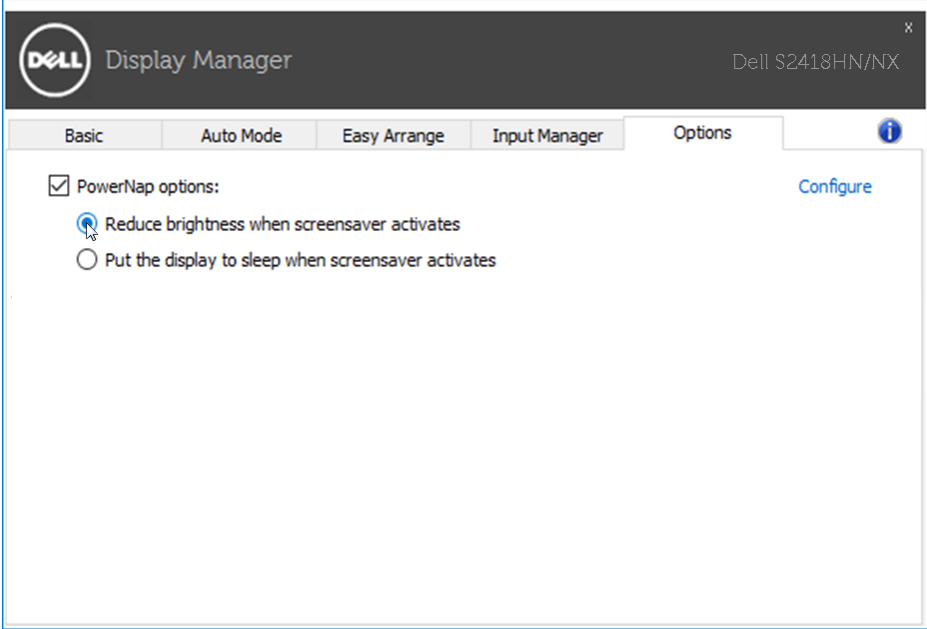 DELL Display Manager
x
Dell S2418HN/NX
Basic Auto Mode Easy Arrange Input Manager Options i
PowerNap options: Configure
Reduce brightness when screensaver activates
Put the display to sleep when screensaver activates